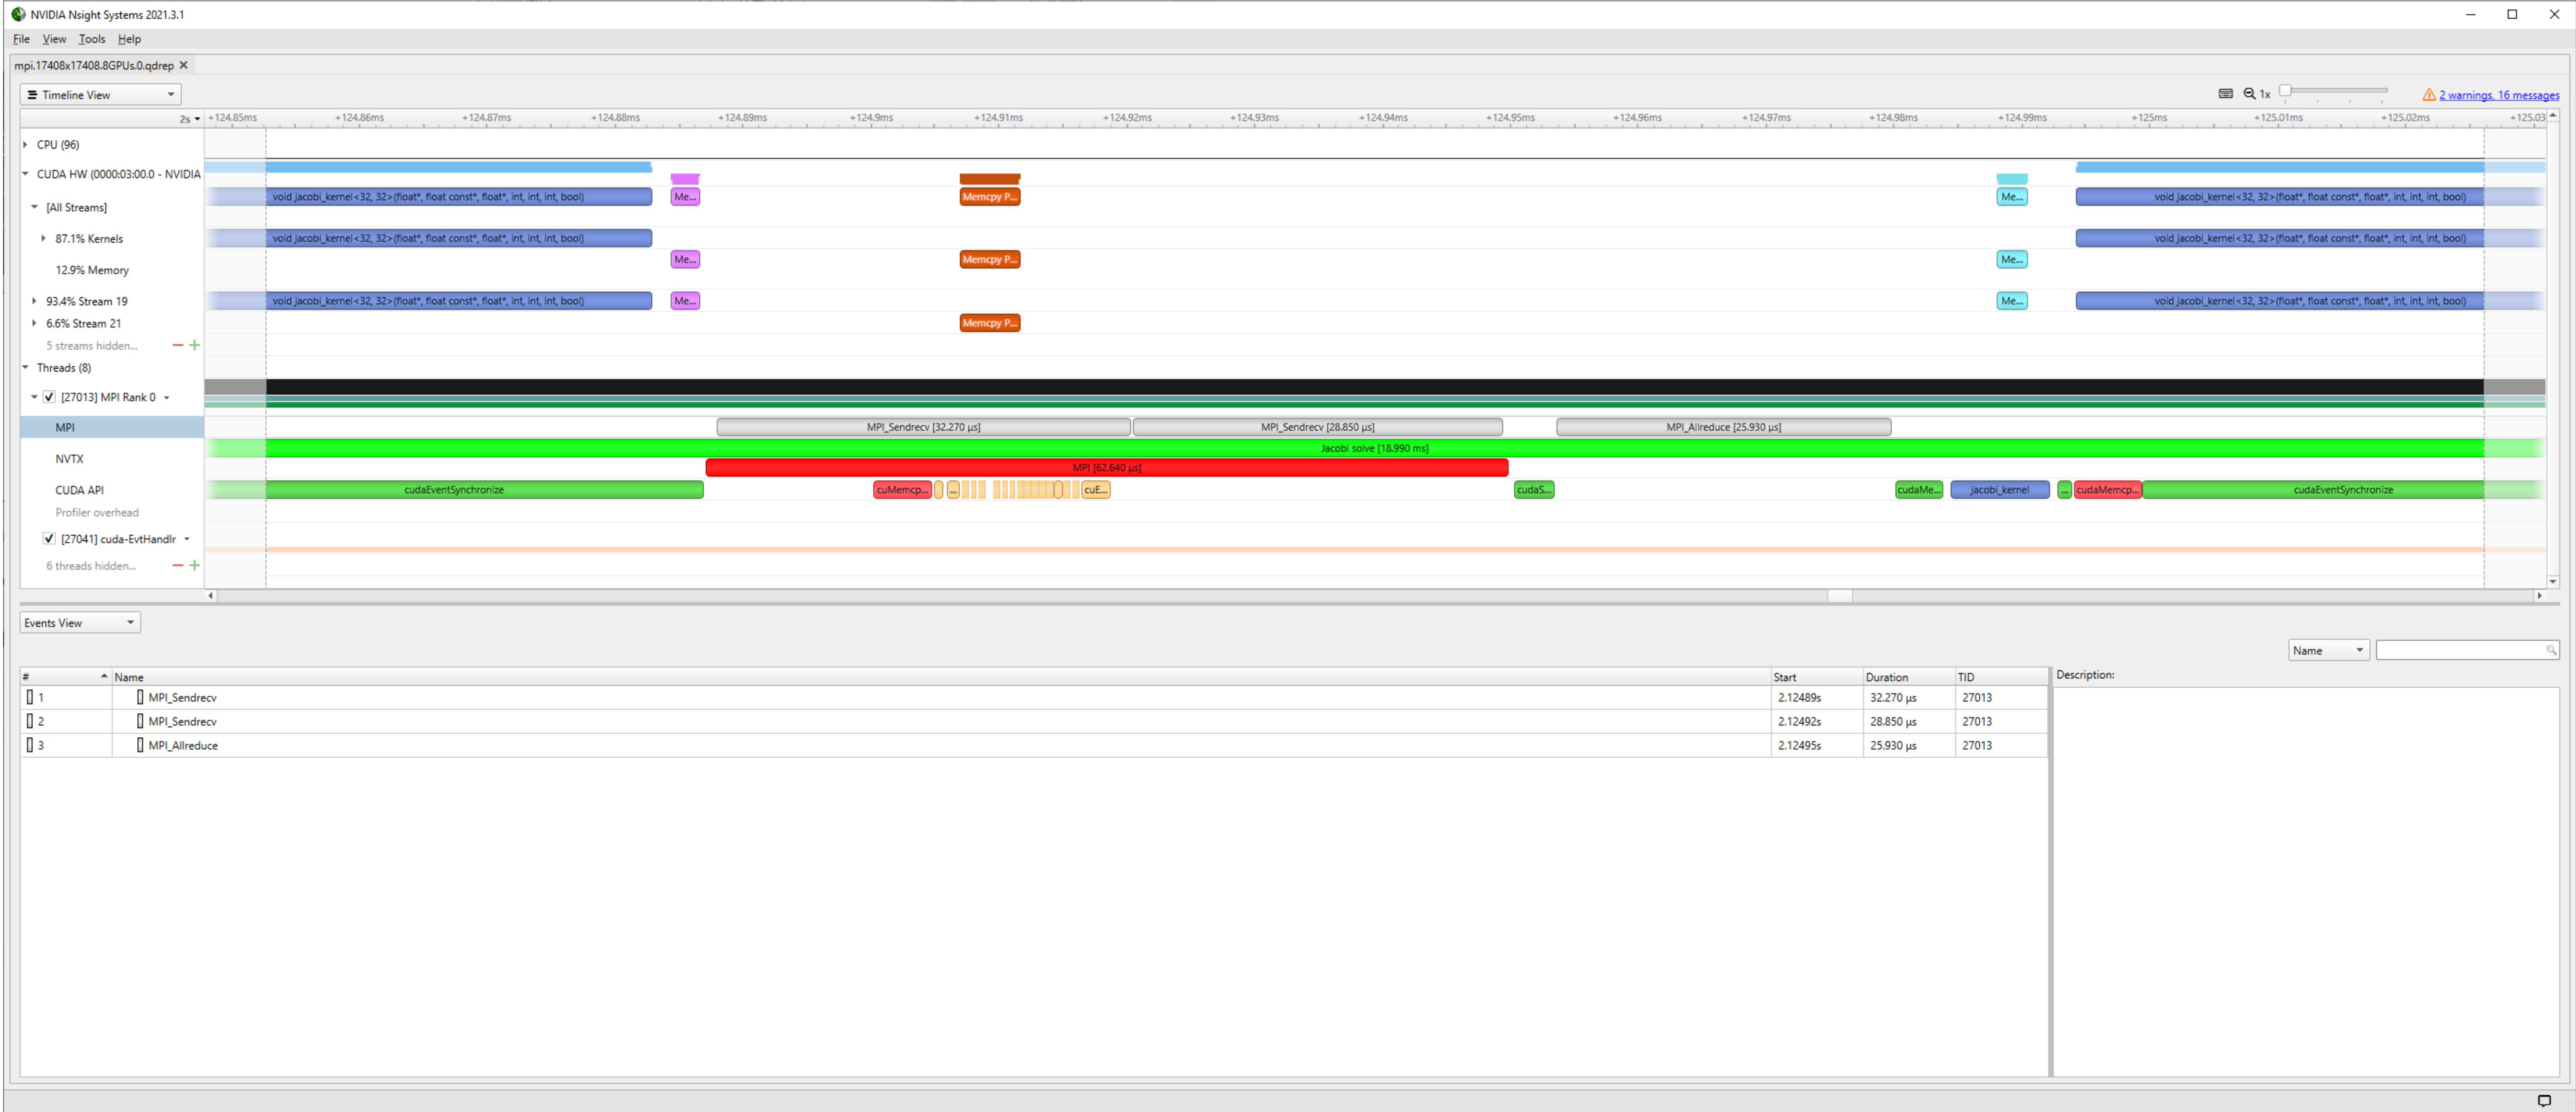 NVIDIA Nsight Systems 2021.3.1
File View Tools Help
mpi.17408x17408.8GPUs.0.qdrep
Timeline View
1x
2 warnings, 16 messages
2s
+124.85ms +124.86ms +124.87ms +124.88ms +124.89ms +124.9ms +124.91ms +124.92ms +124.93ms +124.94ms +124.95ms +124.96ms +124.97ms +124.98ms +124.99ms +125ms +125.01ms +125.02ms +125.03
CPU (96)
CUDA HW (0000:03:00.0 - NVIDIA
void jacobi_kernel<32, 32>(float*, float const*, float*, int, int, int, bool) Me... Memcpy P... Me... void jacobi_kernel<32, 32>(float*, float const*, float*, int, int, int, bool)
[All Streams]
87.1% Kernels void jacobi_kernel<32, 32>(float*, float const*, float*, int, int, int, bool) void jacobi_kernel<32, 32>(float*, float const*, float*, int, int, int, bool)
12.9% Memory Me... Memcpy P... Me...
93.4% Stream 19 void jacobi_kernel<32, 32>(float*, float const*, float*, int, int, int, bool) Me... Me... void jacobi_kernel<32, 32>(float*, float const*, float*, int, int, int, bool)
6.6% Stream 21 Memcpy P...
5 streams hidden...
Threads (8)
[27013] MPI Rank 0
MPI MPI_Sendrecv [32.270 μs] MPI_Sendrecv [28.850 μs] MPI_Allreduce [25.930 μs]
Jacobi solve [18.990 ms]
NVTX
MPI [62.640 μs]
CUDA API cudaEventSynchronize cuMemcp... ... cuE... cudaS... cudaMe... jacobi_kernel ... cudaMemcp... cudaEventSynchronize
Profiler overhead
[27041] cuda-EvtHandlr
6 threads hidden...
Events View
Name
# Name Start Duration TID Description:
1 MPI_Sendrecv 2.12489s 32.270 μs 27013
2 MPI_Sendrecv 2.12492s 28.850 μs 27013
3 MPI_Allreduce 2.12495s 25.930 μs 27013